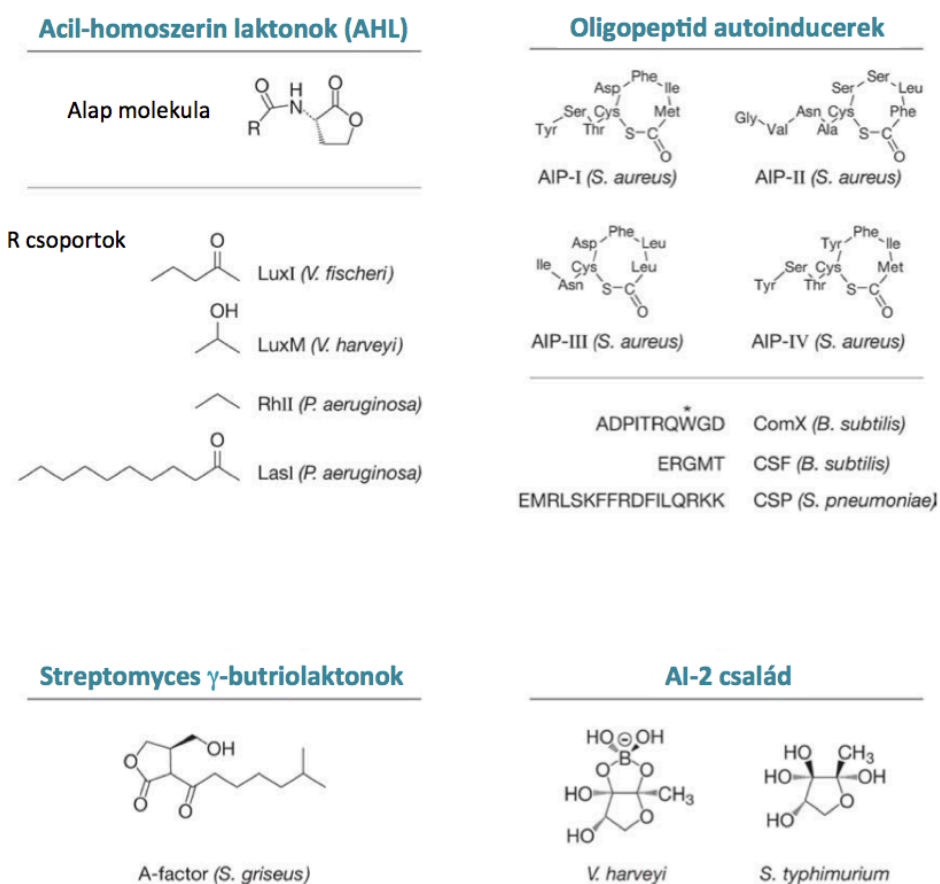 Acil-homoszerin laktonok (AHL)
Alap molekula
O
H
N
O
O
R
R csoportok
O
LuxI (V. fischeri)
OH
LuxM (V. harveyi)
RhII (P. aeruginosa)
O
LasI (P. aeruginosa)
Oligopeptid autoinducerek
Phe
Asp Ile
Ser Cys Met
Tyr Thr S C
O
AIP-I (S. aureus)
Ser
Ser Leu
Gly Asn Cys Phe
Val Ala S C
O
AIP-II (S. aureus)
Phe
Asp Leu
Ile Cys Leu
Asn S C
O
AIP-III (S. aureus)
Phe
Tyr Ile
Ser Cys Met
Tyr Thr S C
O
AIP-IV (S. aureus)
*
ADPITRQWGD ComX (B. subtilis)
ERGMT CSF (B. subtilis)
EMRLSKFFRDFILQRKK CSP (S. pneumoniae)
Streptomyces γ-butriolaktonok
OH
O
O
O
A-factor (S. griseus)
AI-2 család
HO ⊖ OH
B
O O
HO CH3
O
HO
V. harveyi
HO CH3
HO OH
O
HO
S. typhimurium